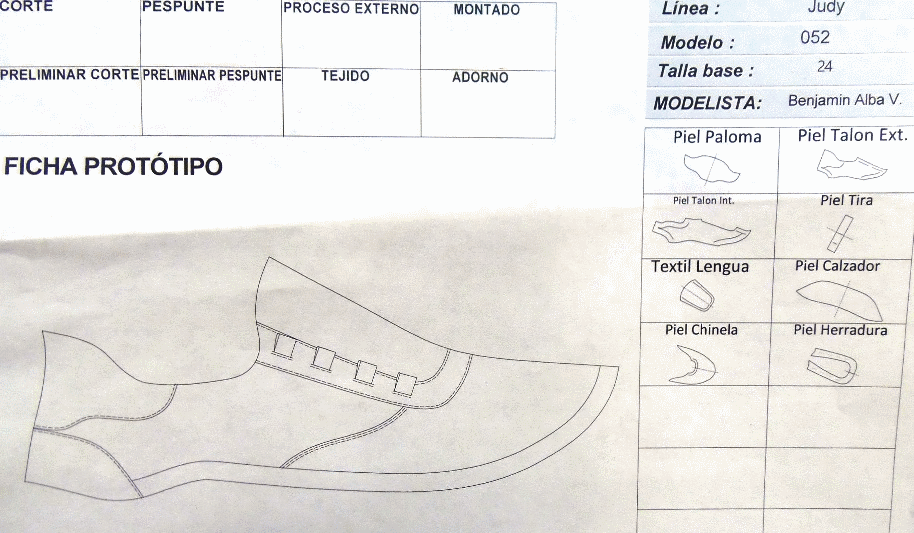 CORTE PESPUNTE PROCESO EXTERNO MONTADO
PRELIMINAR CORTE PRELIMINAR PESPUNTE TEJIDO ADORNO
FICHA PROTÓTIPO
Línea : Judy
Modelo : 052
Talla base : 24
MODELISTA: Benjamin Alba V.
Piel Paloma Piel Talon Ext.
Piel Talon Int. Piel Tira
Textil Lengua Piel Calzador
Piel Chinela Piel Herradura